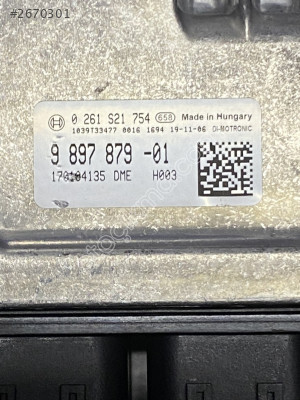 #2670301
BOSCH 0 261 S21 754 658 Made in Hungary
1039T33477 0016 1694 19-11-06 DI-MOTRONIC
9 897 879 -01
DME H003